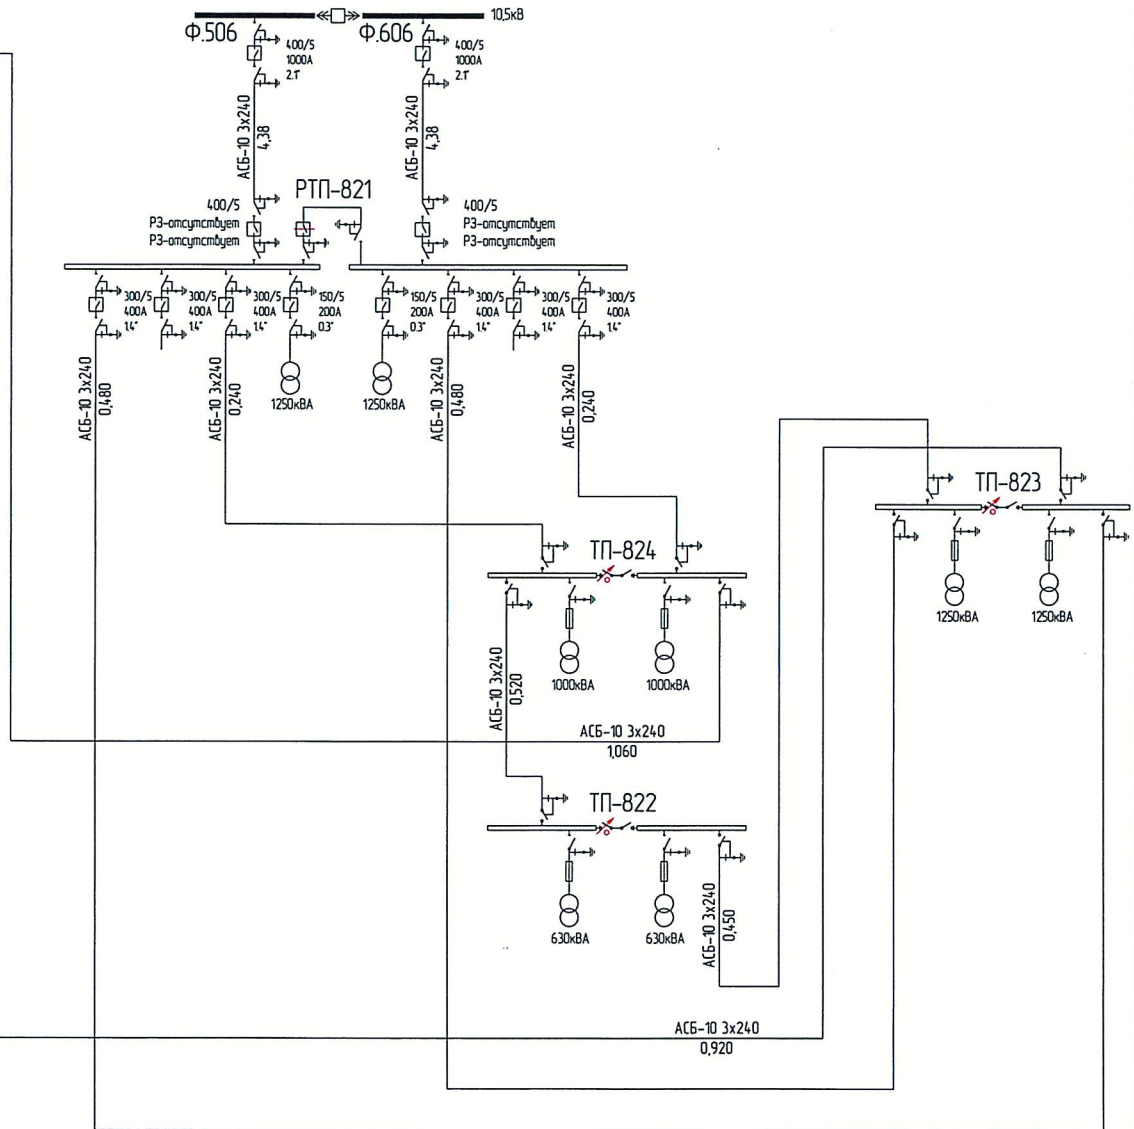 10,5кВ
Ф.506
Ф.606
400/5
1000А
2.1"
400/5
1000А
2.1"
АСБ-10 3х240
4,38
АСБ-10 3х240
4,38
РТП-821
400/5
РЗ-отсутствует
РЗ-отсутствует
400/5
РЗ-отсутствует
РЗ-отсутствует
300/5
400А
1.4"
300/5
400А
1.4"
300/5
400А
1.4"
150/5
200А
0.3"
150/5
200А
0.3"
300/5
400А
1.4"
300/5
400А
1.4"
300/5
400А
1.4"
АСБ-10 3х240
0,480
АСБ-10 3х240
0,240
1250кВА
1250кВА
АСБ-10 3х240
0,480
АСБ-10 3х240
0,240
ТП-823
1250кВА
1250кВА
ТП-824
1000кВА
1000кВА
АСБ-10 3х240
0,520
АСБ-10 3х240
1,060
ТП-822
630кВА
630кВА
АСБ-10 3х240
0,450
АСБ-10 3х240
0,920